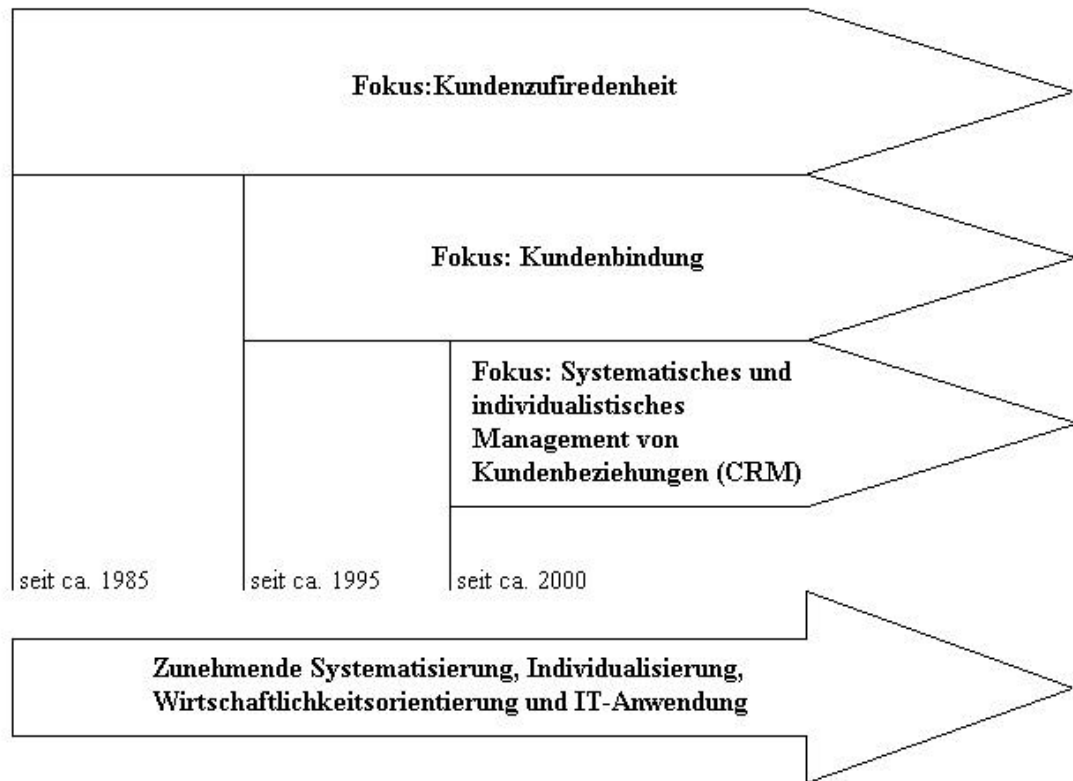 Fokus:Kundenzufiredenheit
Fokus: Kundenbindung
Fokus: Systematisches und
individualistisches
Management von
Kundenbeziehungen (CRM)
seit ca. 1985
seit ca. 1995
seit ca. 2000
Zunehmende Systematisierung, Individualisierung,
Wirtschaftlichkeitsorientierung und IT-Anwendung